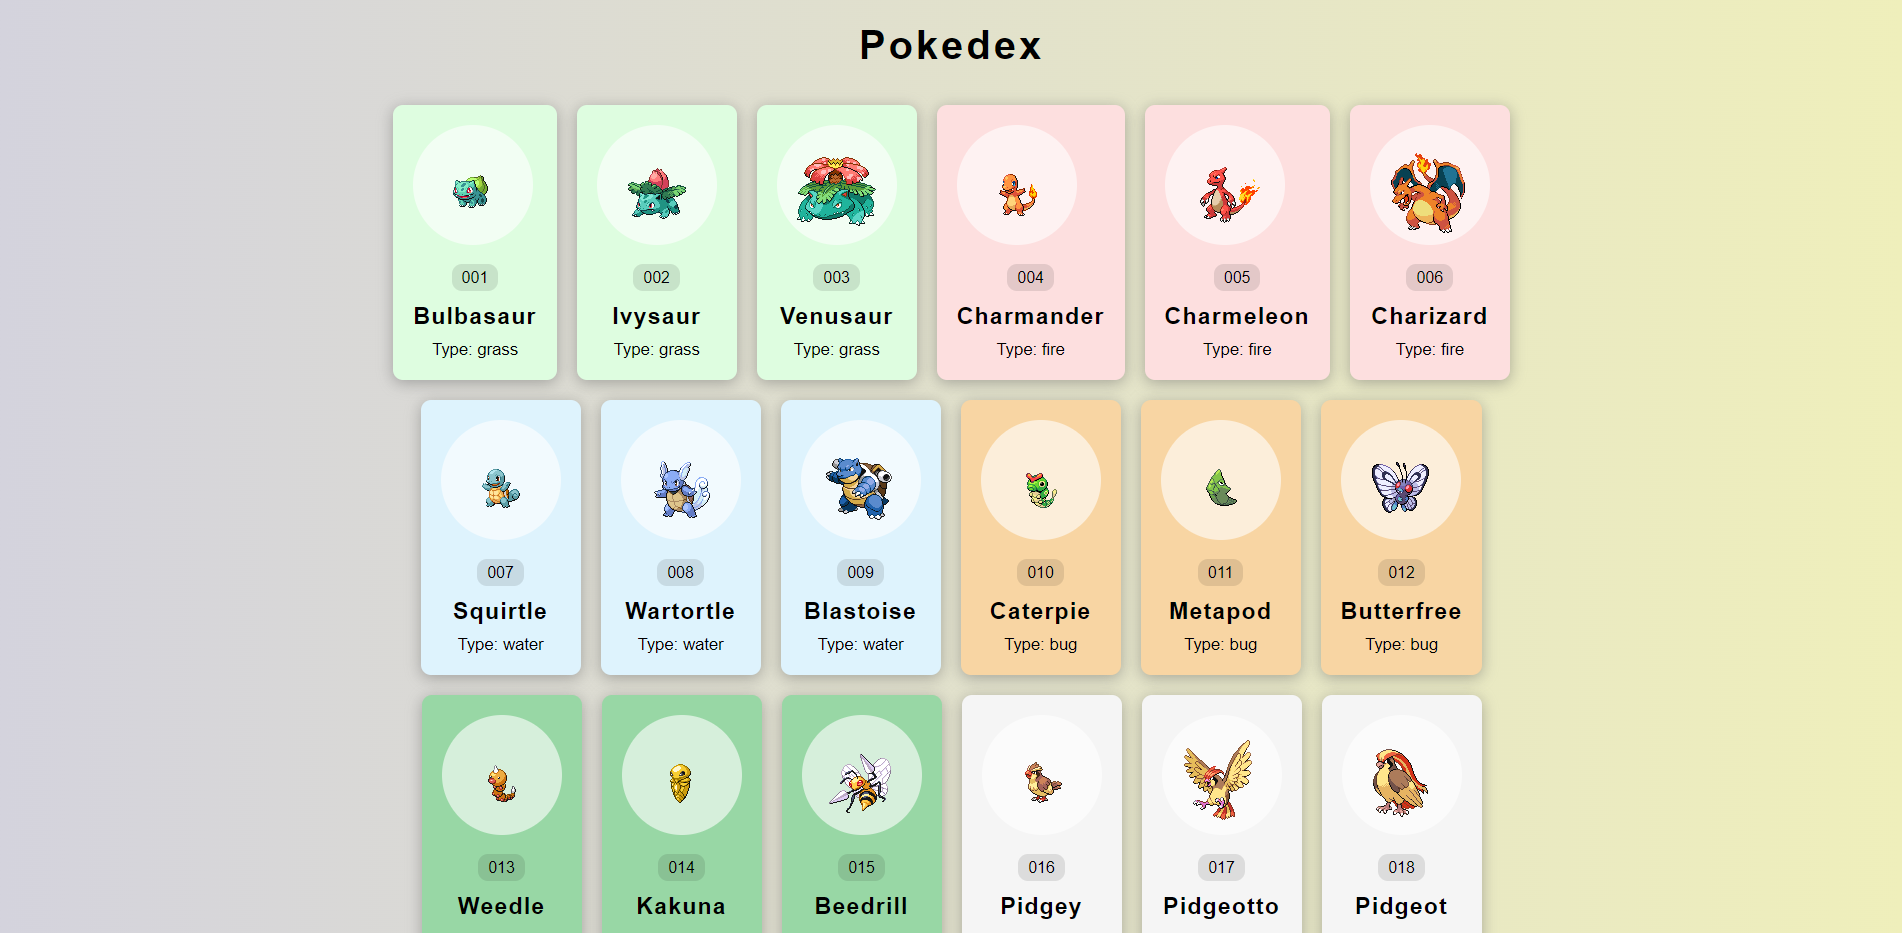 Pokedex
001 002 003 004 005 006
Bulbasaur Ivysaur Venusaur Charmander Charmeleon Charizard
Type: grass Type: grass Type: grass Type: fire Type: fire Type: fire
007 008 009 010 011 012
Squirtle Wartortle Blastoise Caterpie Metapod Butterfree
Type: water Type: water Type: water Type: bug Type: bug Type: bug
013 014 015 016 017 018
Weedle Kakuna Beedrill Pidgey Pidgeotto Pidgeot